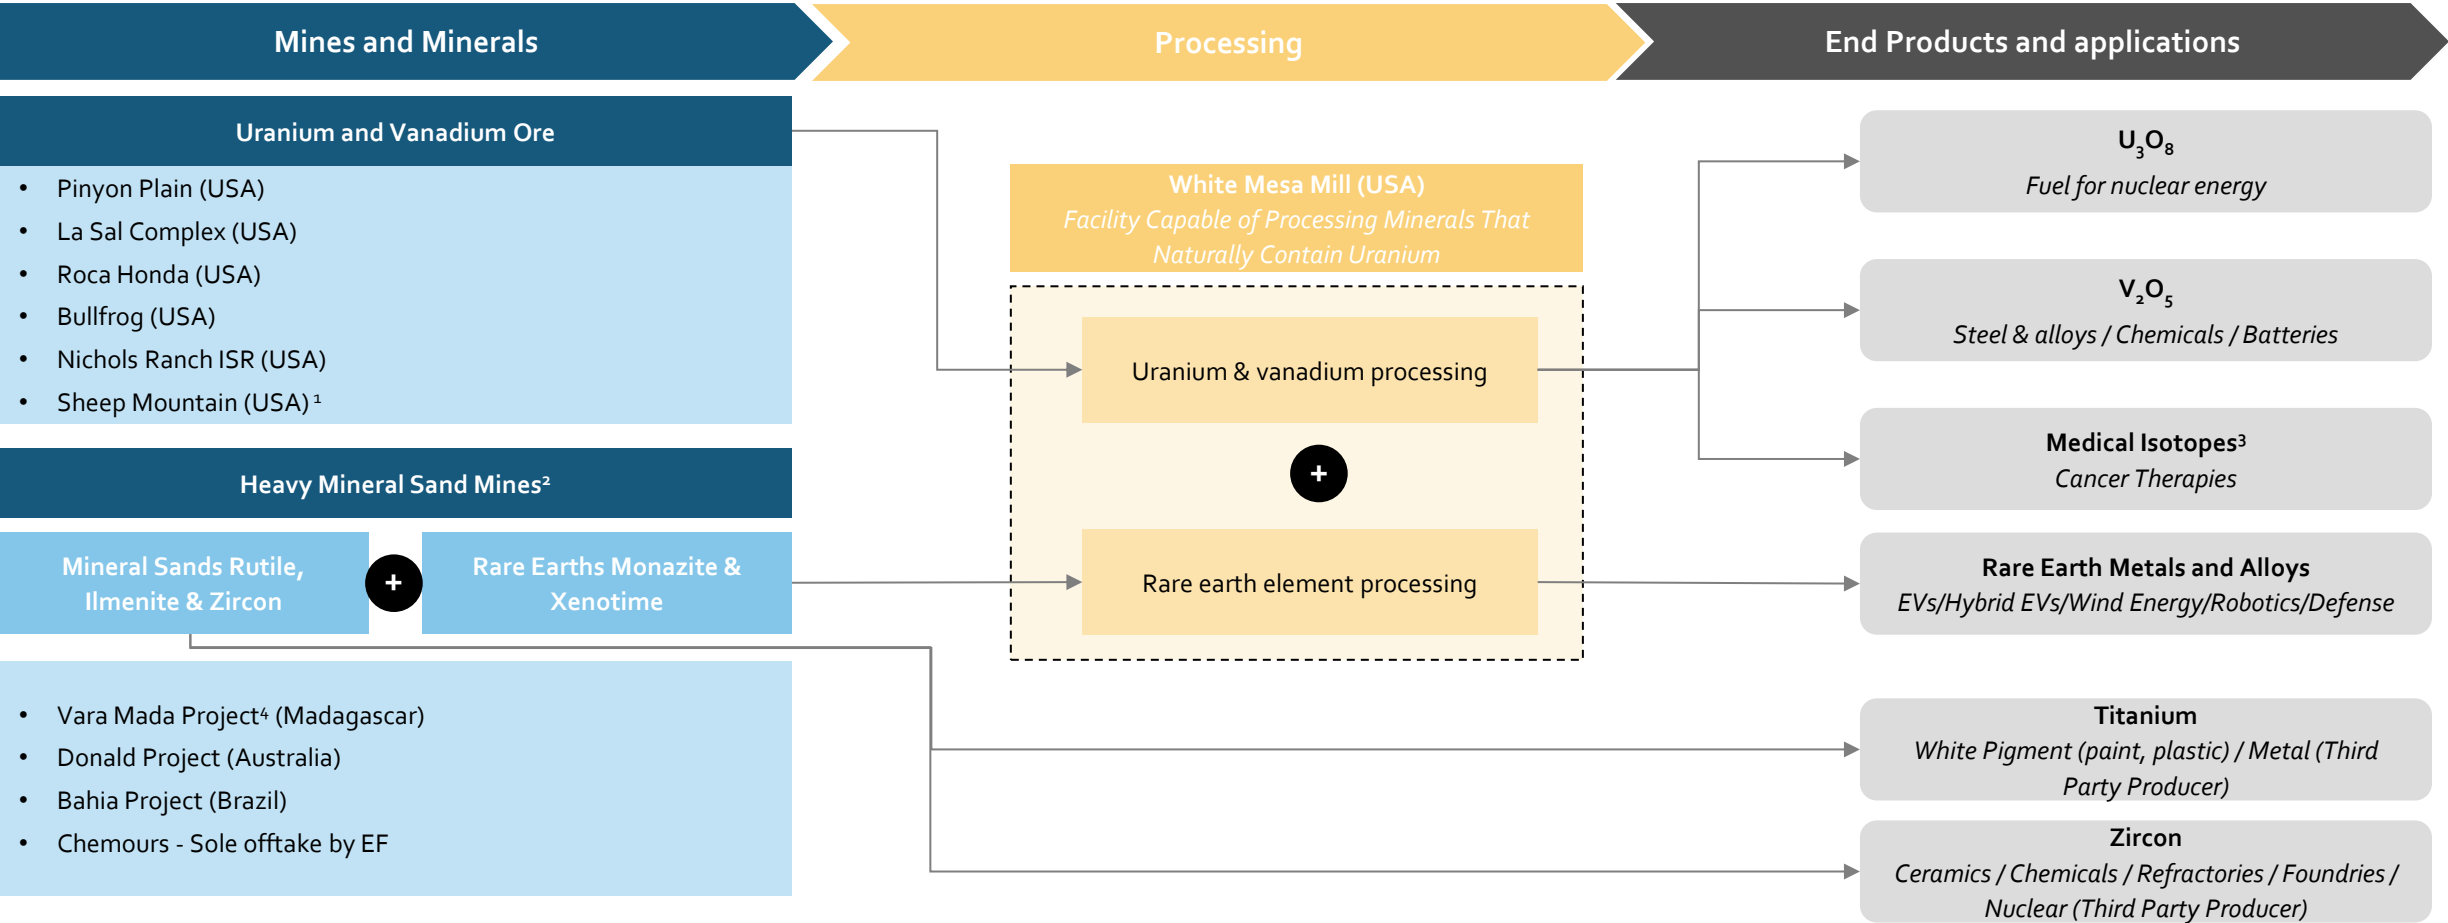 Mines and Minerals
Processing
End Products and applications
Uranium and Vanadium Ore
• Pinyon Plain (USA)
• La Sal Complex (USA)
• Roca Honda (USA)
• Bullfrog (USA)
• Nichols Ranch ISR (USA)
• Sheep Mountain (USA) ¹
Heavy Mineral Sand Mines²
Mineral Sands Rutile,
Ilmenite & Zircon
+
Rare Earths Monazite &
Xenotime
• Vara Mada Project⁴ (Madagascar)
• Donald Project (Australia)
• Bahia Project (Brazil)
• Chemours - Sole offtake by EF
White Mesa Mill (USA)
Facility Capable of Processing Minerals That
Naturally Contain Uranium
Uranium & vanadium processing
+
Rare earth element processing
U₃O₈
Fuel for nuclear energy
V₂O₅
Steel & alloys / Chemicals / Batteries
Medical Isotopes³
Cancer Therapies
Rare Earth Metals and Alloys
EVs/Hybrid EVs/Wind Energy/Robotics/Defense
Titanium
White Pigment (paint, plastic) / Metal (Third
Party Producer)
Zircon
Ceramics / Chemicals / Refractories / Foundries /
Nuclear (Third Party Producer)